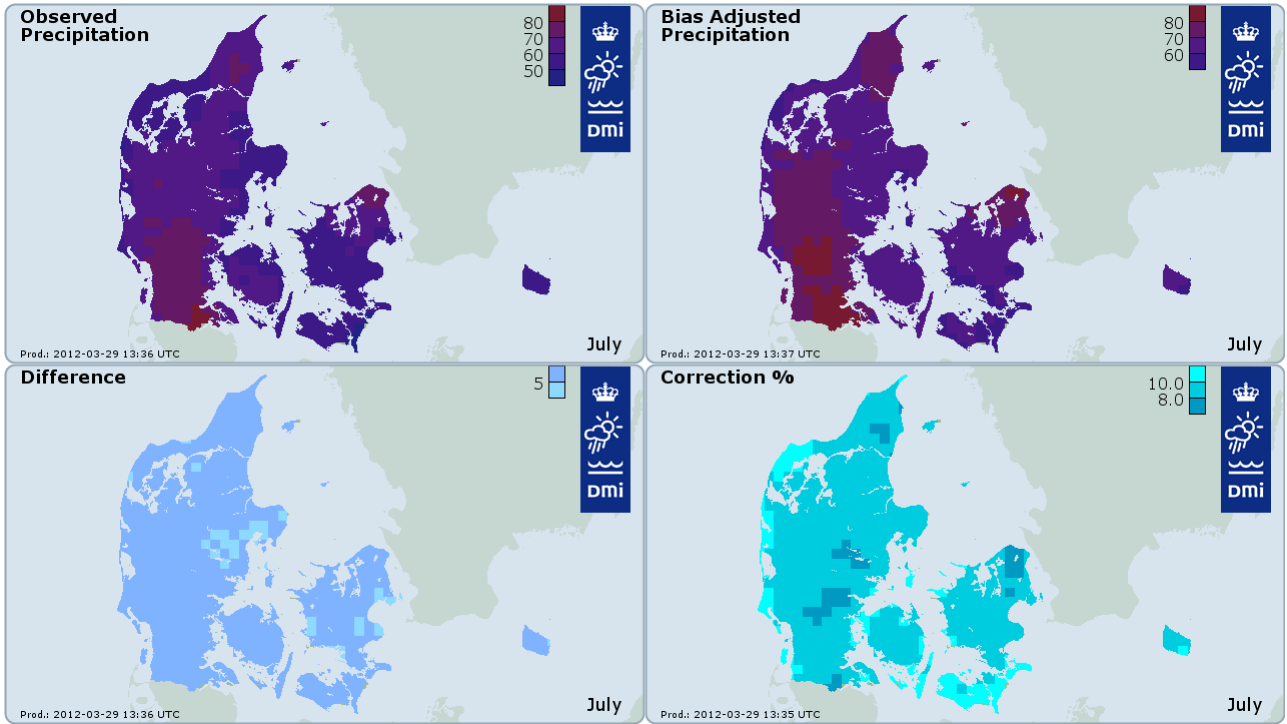 Observed
Precipitation
80
70
60
50
DMi
July
Prod.: 2012-03-29 13:36 UTC
Bias Adjusted
Precipitation
80
70
60
DMi
July
Prod.: 2012-03-29 13:37 UTC
Difference
5
DMi
July
Prod.: 2012-03-29 13:36 UTC
Correction %
10.0
8.0
DMi
July
Prod.: 2012-03-29 13:35 UTC